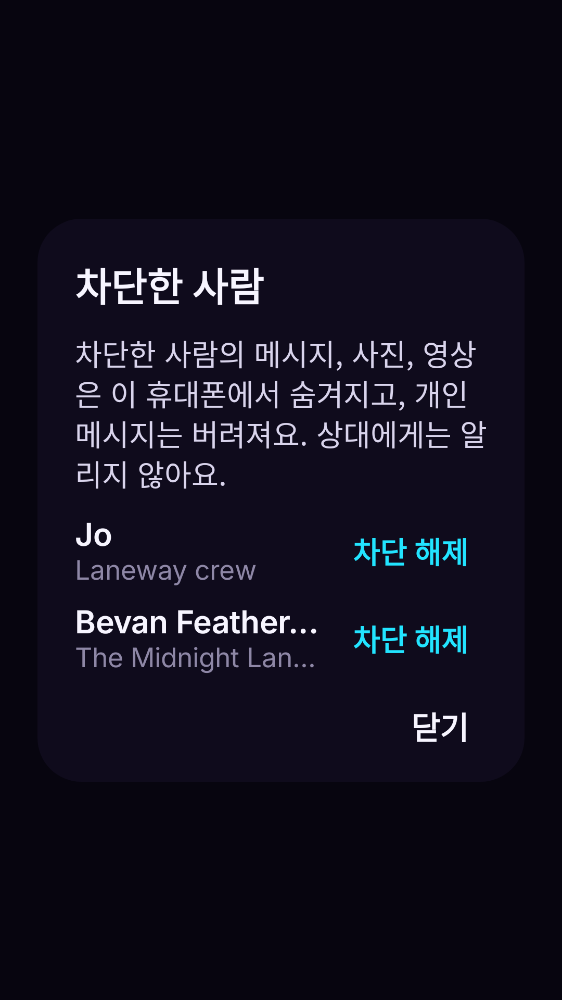 차단한 사람
차단한 사람의 메시지, 사진, 영상
은 이 휴대폰에서 숨겨지고, 개인
메시지는 버려져요. 상대에게는 알
리지 않아요.
Jo
Laneway crew
차단 해제
Bevan Feather...
The Midnight Lan...
차단 해제
닫기